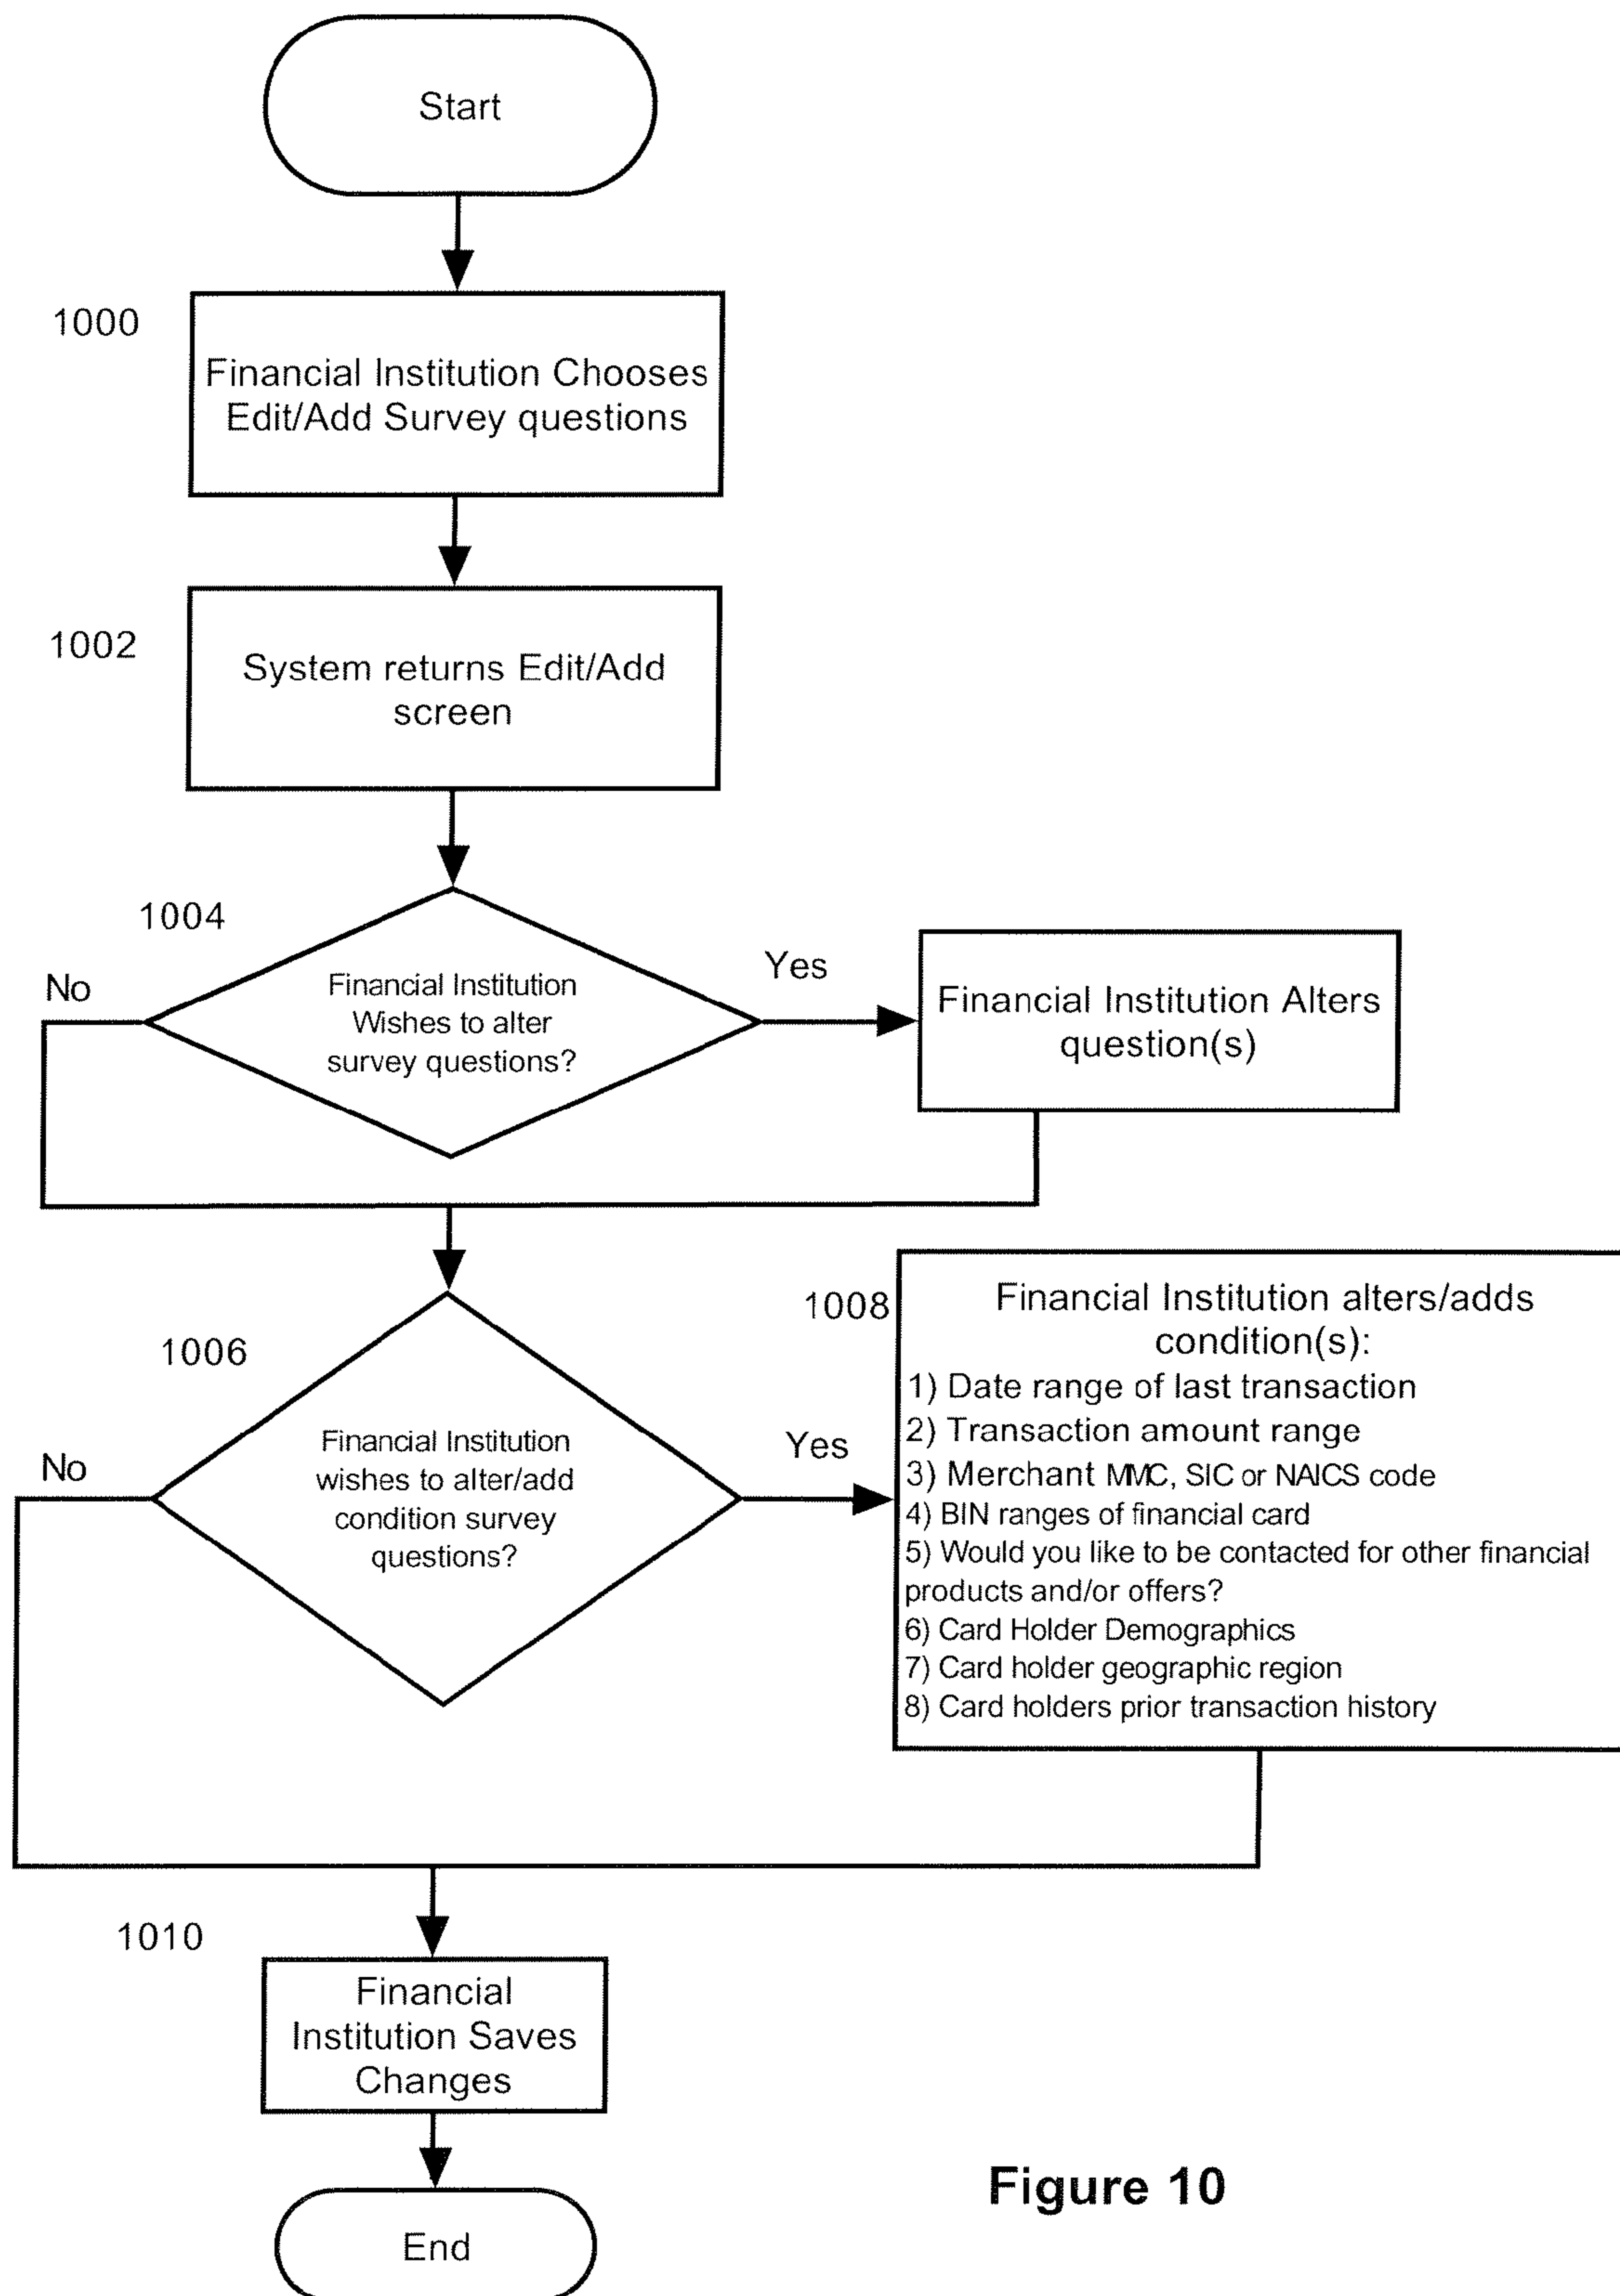 Start
1000
Financial Institution Chooses
Edit/Add Survey questions
1002
System returns Edit/Add
screen
1004
No
Financial Institution
Wishes to alter
survey questions?
Yes
Financial Institution Alters
question(s)
1006
No
Financial Institution
wishes to alter/add
condition survey
questions?
Yes
1008
Financial Institution alters/adds
condition(s):
1) Date range of last transaction
2) Transaction amount range
3) Merchant MMC, SIC or NAICS code
4) BIN ranges of financial card
5) Would you like to be contacted for other financial
products and/or offers?
6) Card Holder Demographics
7) Card holder geographic region
8) Card holders prior transaction history
1010
Financial
Institution Saves
Changes
End
Figure 10